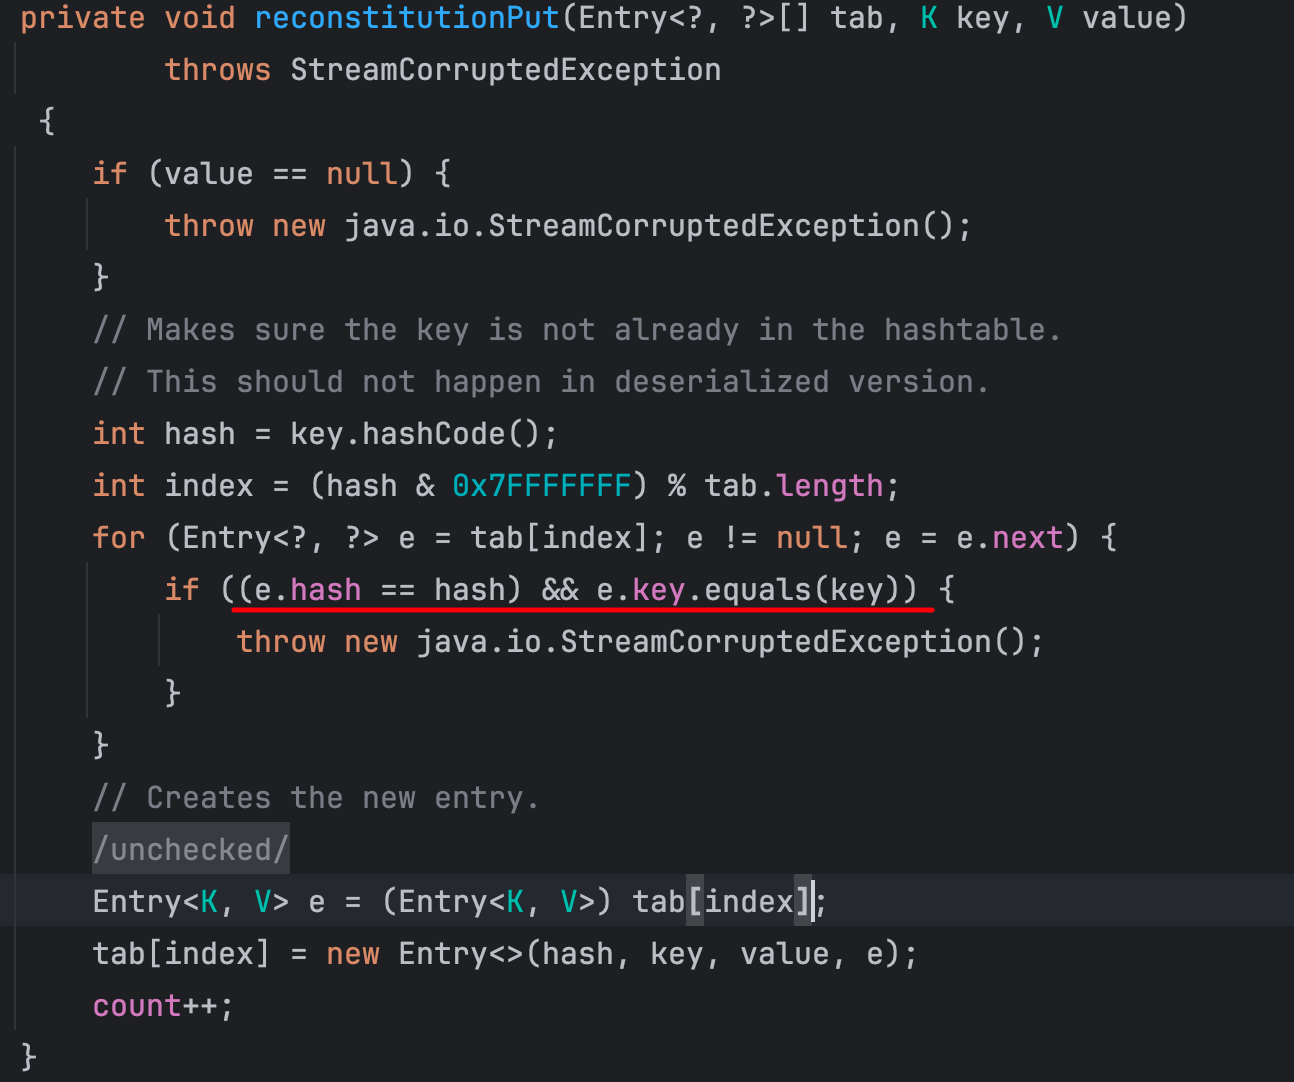 private void reconstitutionPut(Entry<?, ?>[] tab, K key, V value)
throws StreamCorruptedException
{
if (value == null) {
throw new java.io.StreamCorruptedException();
}
// Makes sure the key is not already in the hashtable.
// This should not happen in deserialized version.
int hash = key.hashCode();
int index = (hash & 0x7FFFFFFF) % tab.length;
for (Entry<?, ?> e = tab[index]; e != null; e = e.next) {
if ((e.hash == hash) && e.key.equals(key)) {
throw new java.io.StreamCorruptedException();
}
}
// Creates the new entry.
/unchecked/
Entry<K, V> e = (Entry<K, V>) tab[index];
tab[index] = new Entry<>(hash, key, value, e);
count++;
}